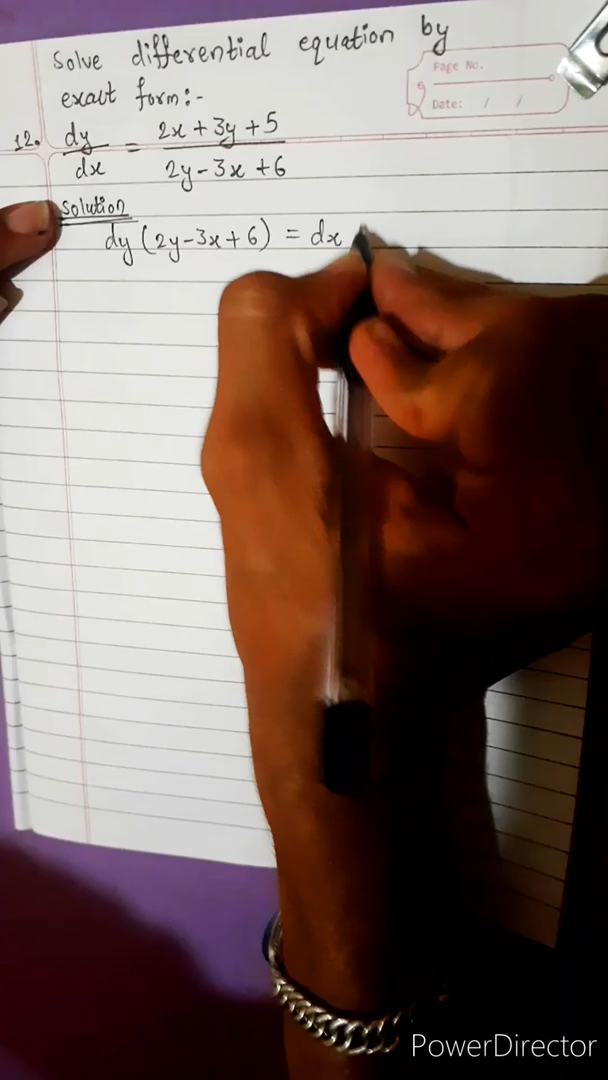 Solve differential equation by
exact form:-
Page No.
Date: / /
12. dy/dx = 2x + 3y + 5 / 2y - 3x + 6
Solution
dy (2y - 3x + 6) = dx
PowerDirector